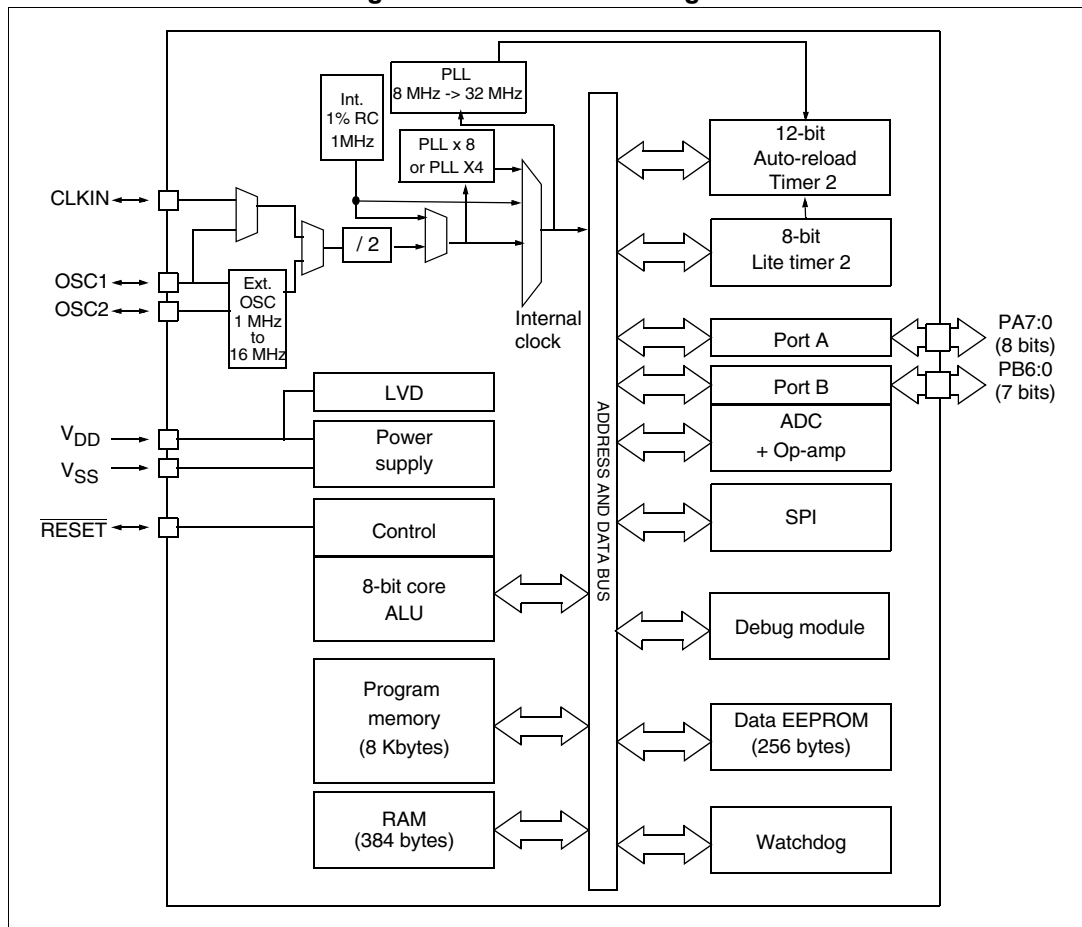 PLL
8 MHz -> 32 MHz
Int.
1% RC
1MHz
PLL x 8
or PLL X4
12-bit
Auto-reload
Timer 2
CLKIN
/ 2
8-bit
Lite timer 2
OSC1
OSC2
Ext.
OSC
1 MHz
to
16 MHz
Internal
clock
Port A
PA7:0
(8 bits)
Port B
PB6:0
(7 bits)
LVD
ADC
+ Op-amp
VDD
VSS
Power
supply
ADDRESS AND DATA BUS
RESET
Control
SPI
8-bit core
ALU
Debug module
Program
memory
(8 Kbytes)
Data EEPROM
(256 bytes)
RAM
(384 bytes)
Watchdog